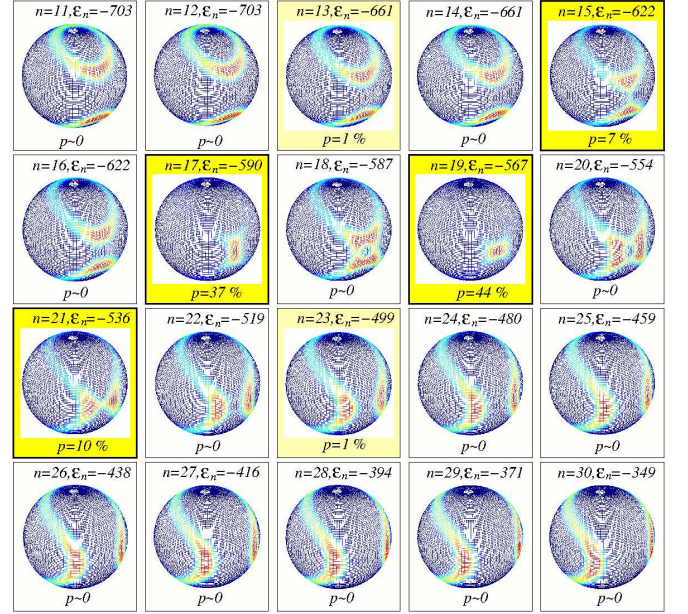 n=11,εn=−703
n=12,εn=−703
n=13,εn=−661
n=14,εn=−661
n=15,εn=−622
p~0
p~0
p=1 %
p~0
p=7 %
n=16,εn=−622
n=17,εn=−590
n=18,εn=−587
n=19,εn=−567
n=20,εn=−554
p~0
p=37 %
p~0
p=44 %
p~0
n=21,εn=−536
n=22,εn=−519
n=23,εn=−499
n=24,εn=−480
n=25,εn=−459
p=10 %
p~0
p=1 %
p~0
p~0
n=26,εn=−438
n=27,εn=−416
n=28,εn=−394
n=29,εn=−371
n=30,εn=−349
p~0
p~0
p~0
p~0
p~0